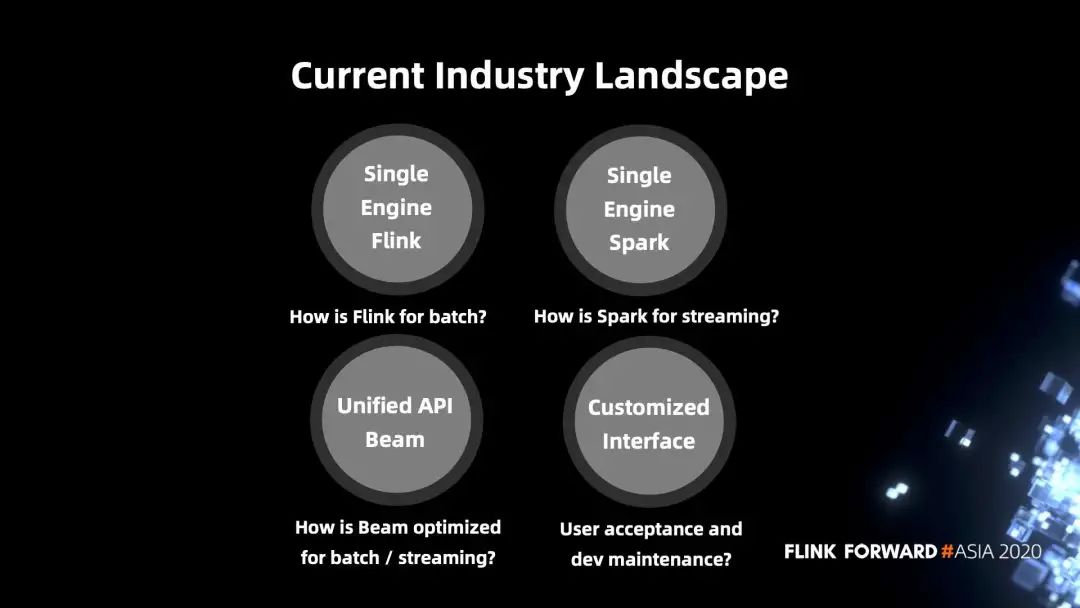 Current Industry Landscape
Single
Engine
Flink
How is Flink for batch?
Single
Engine
Spark
How is Spark for streaming?
Unified API
Beam
How is Beam optimized
for batch / streaming?
Customized
Interface
User acceptance and
dev maintenance?
FLINK FORWARD #ASIA 2020